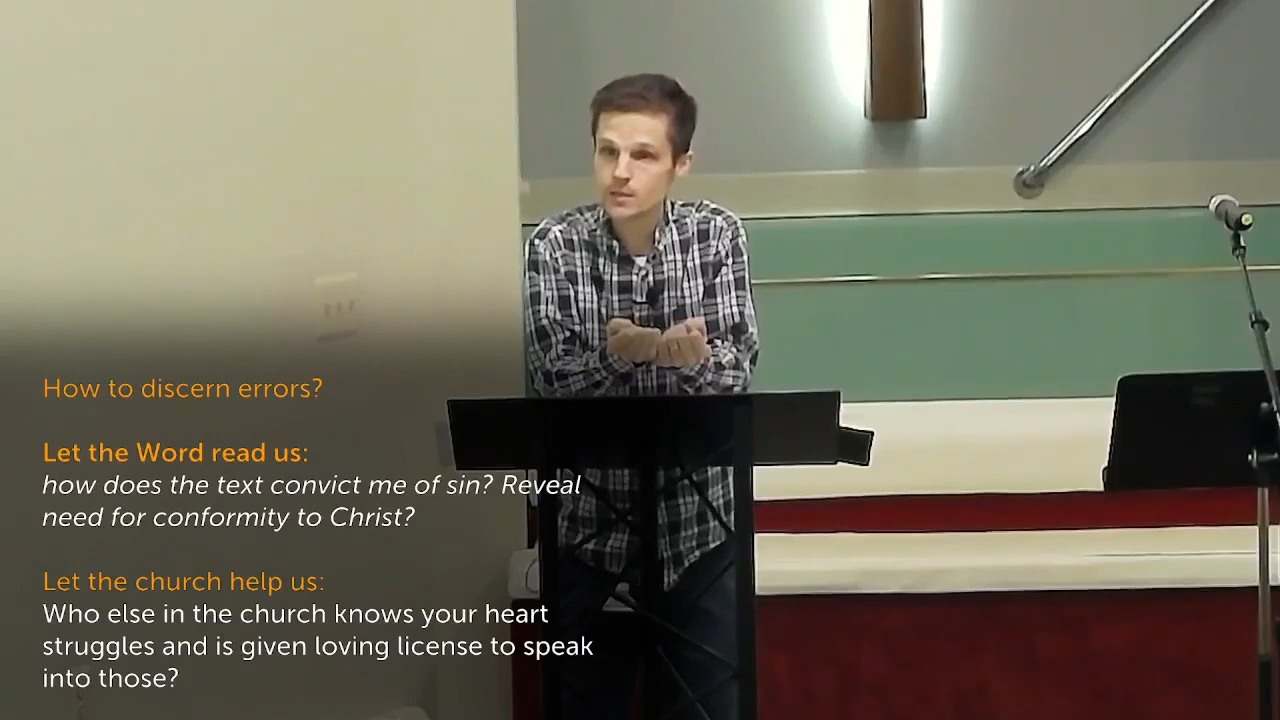 How to discern errors?
Let the Word read us:
how does the text convict me of sin? Reveal
need for conformity to Christ?
Let the church help us:
Who else in the church knows your heart
struggles and is given loving license to speak
into those?